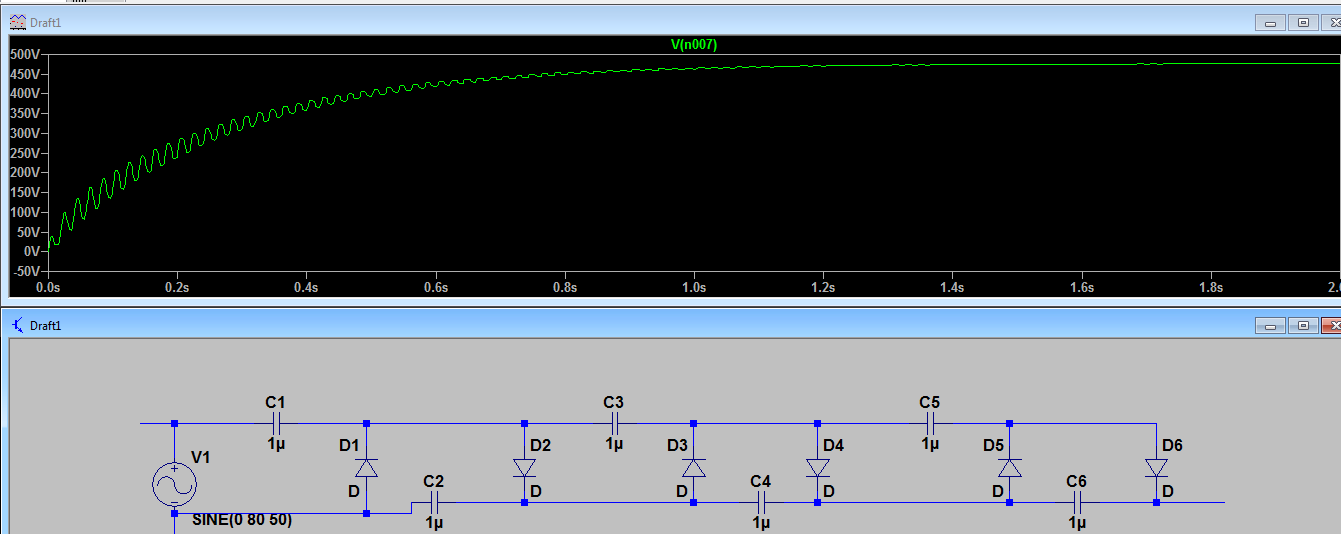 Draft1
V(n007)
500V
450V
400V
350V
300V
250V
200V
150V
100V
50V
0V
-50V
0.0s 0.2s 0.4s 0.6s 0.8s 1.0s 1.2s 1.4s 1.6s 1.8s
Draft1
C1 C3 C5
1µ 1µ 1µ
D1 D2 D3 D4 D5 D6
V1
C2 C4 C6
D D D D D D
SINE(0 80 50)
1µ 1µ 1µ